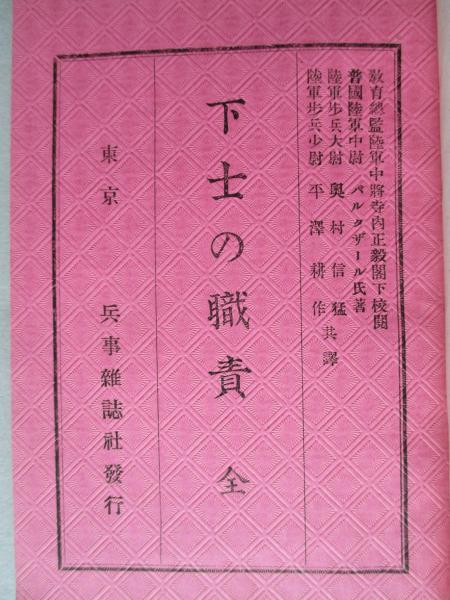 教育總監陸軍中將寺內正毅閣下校閱
普國陸軍中尉 バルタザール氏著
陸軍步兵大尉 奧村信猛
陸軍步兵少尉 平澤耕作 共譯
下士の職責 全
東京 兵事雜誌社發行